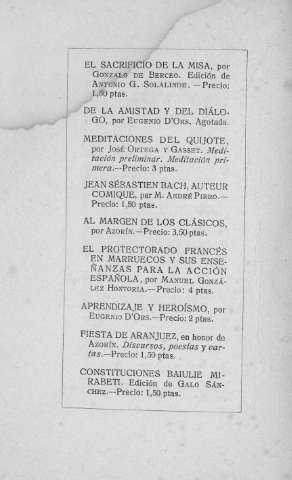 EL SACRIFICIO DE LA MISA, por
GONZALO DE BERCEO. Edición de
ANTONIO G. SOLALINDE. — Precio:
1,50 ptas.
DE LA AMISTAD Y DEL DIÁLO-
GO, por EUGENIO D'ORS. Agotada.
MEDITACIONES DEL QUIJOTE,
por JOSÉ ORTEGA Y GASSET. Medi-
tación preliminar. Meditación pri-
mera.—Precio: 3 ptas.
JEAN SÉBASTIEN BACH, AUTEUR
COMIQUE, par M. ANDRÉ PIRRO.—
Precio: 1,50 ptas.
AL MARGEN DE LOS CLÁSICOS,
por AZORÍN.—Precio: 3,50 ptas.
EL PROTECTORADO FRANCÉS
EN MARRUECOS Y SUS ENSE-
ÑANZAS PARA LA ACCIÓN
ESPAÑOLA, por MANUEL GONZÁ-
LEZ HONTORIA.—Precio: 4 ptas.
APRENDIZAJE Y HEROÍSMO, por
EUGENIO D'ORS.—Precio: 2 ptas.
FIESTA DE ARANJUEZ, en honor de
AZORÍN. Discursos, poesías y car-
tas.—Precio: 1,50 ptas.
CONSTITUCIONES BAIULIE MI-
RABETI. Edición de GALO SÁN-
CHEZ.—Precio: 1,50 ptas.